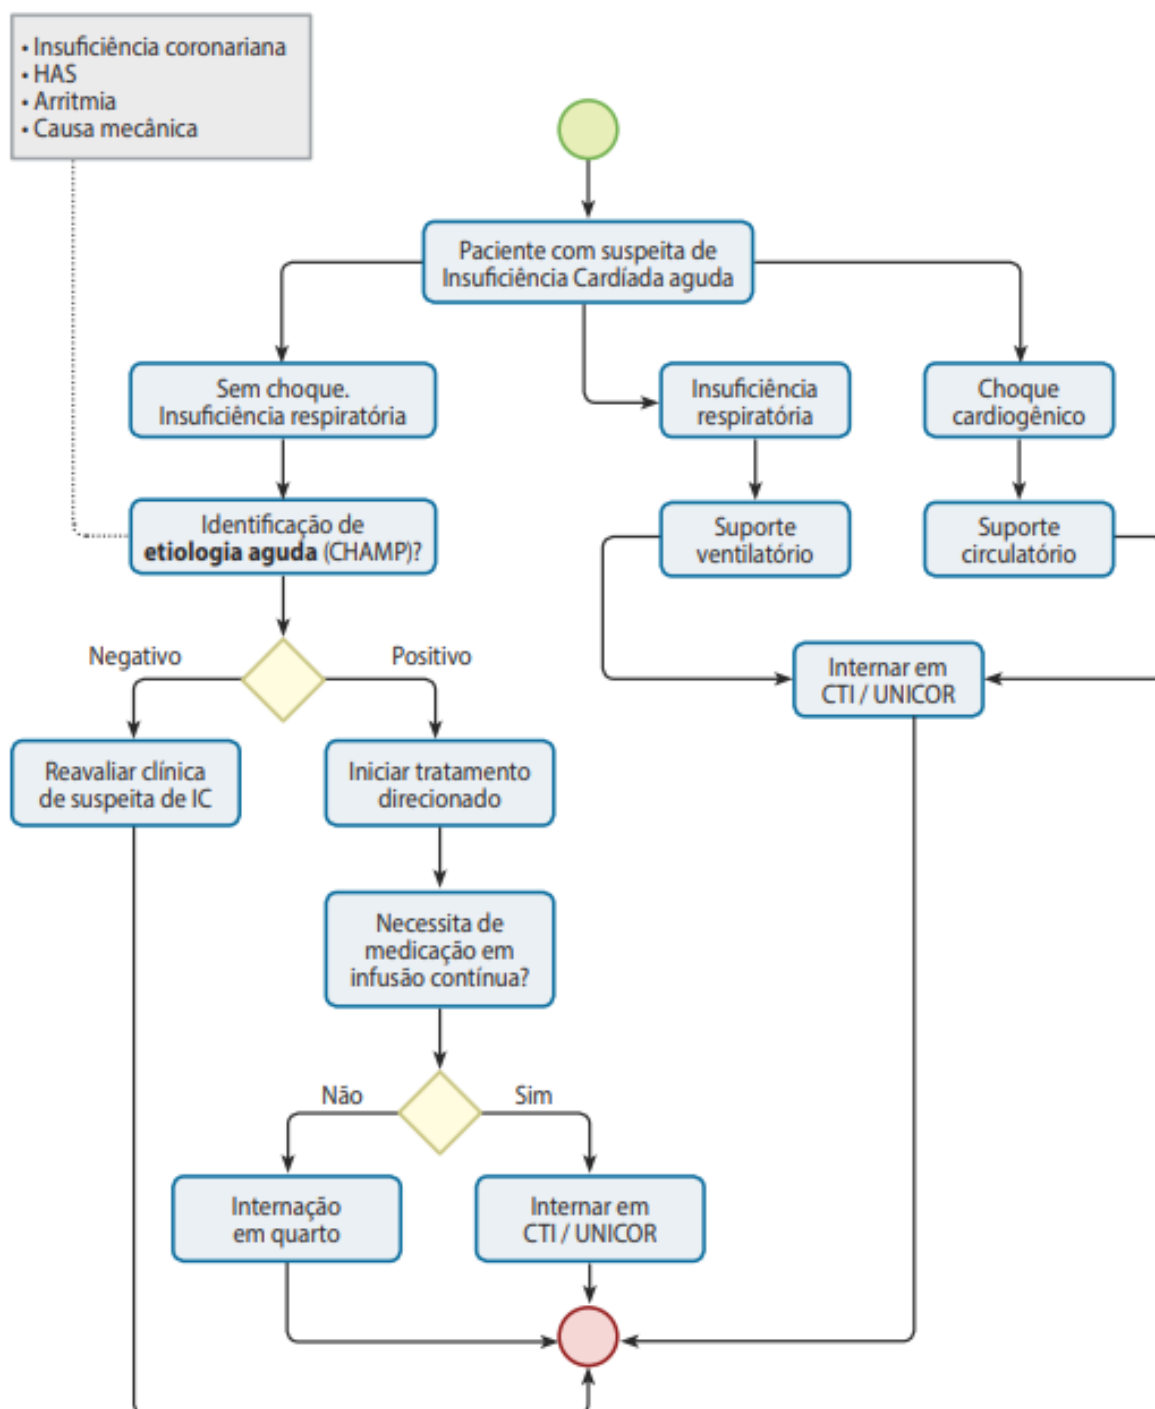 • Insuficiência coronariana
• HAS
• Arritmia
• Causa mecânica
Paciente com suspeita de
Insuficiência Cardíada aguda
Sem choque.
Insuficiência respiratória
Insuficiência
respiratória
Choque
cardiogênico
Identificação de
etiologia aguda (CHAMP)?
Suporte
ventilatório
Suporte
circulatório
Negativo
Positivo
Internar em
CTI / UNICOR
Reavaliar clínica
de suspeita de IC
Iniciar tratamento
direcionado
Necessita de
medicação em
infusão contínua?
Não
Sim
Internação
em quarto
Internar em
CTI / UNICOR